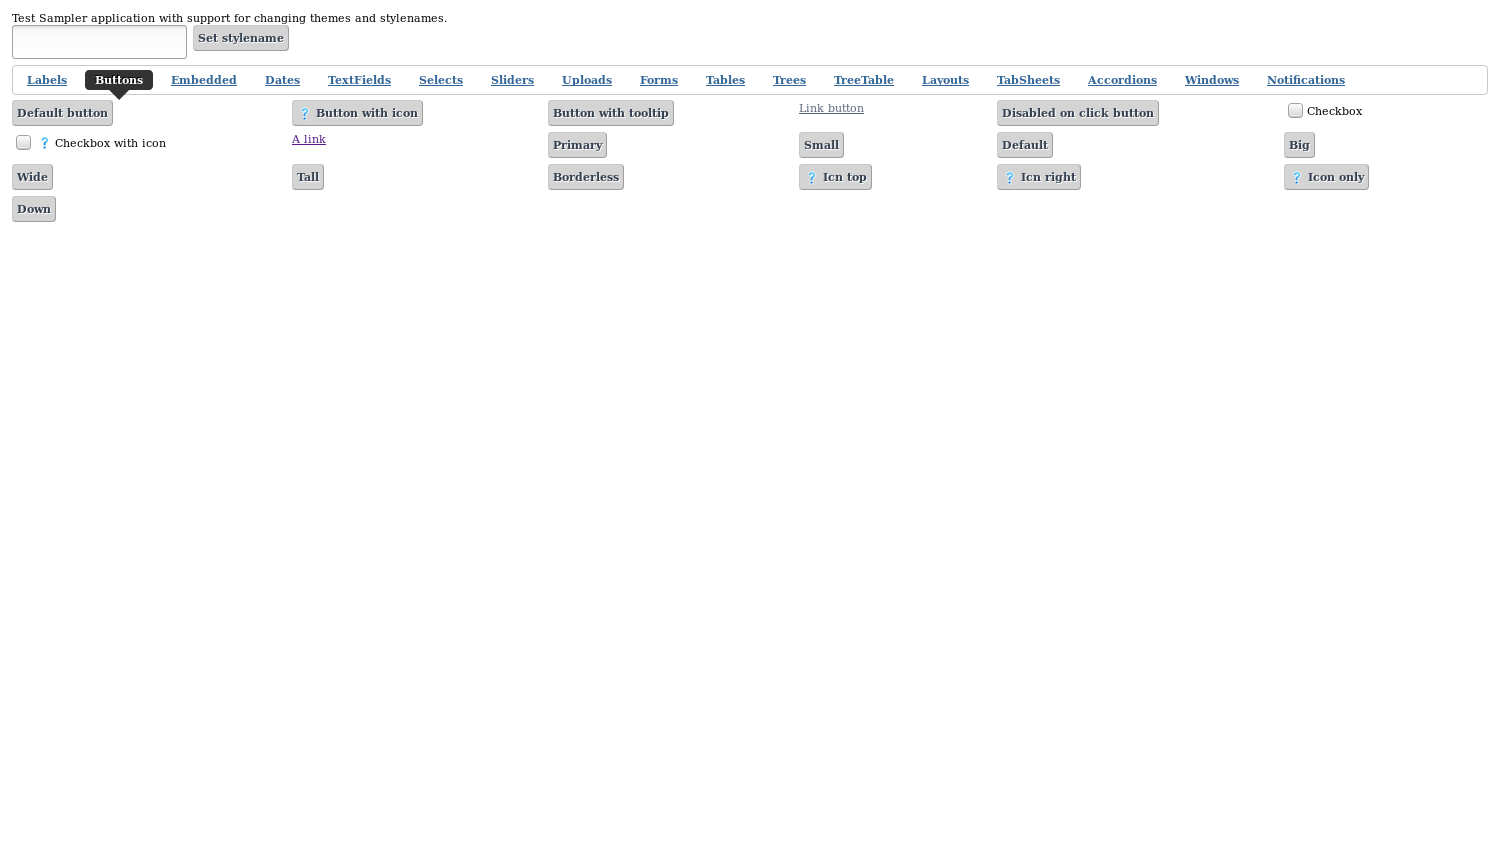 Test Sampler application with support for changing themes and stylenames.
Set stylename
Labels Buttons Embedded Dates TextFields Selects Sliders Uploads Forms Tables Trees TreeTable Layouts TabSheets Accordions Windows Notifications
Default button ? Button with icon Button with tooltip Link button Disabled on click button Checkbox
? Checkbox with icon A link Primary Small Default Big
Wide Tall Borderless ? Icn top ? Icn right ? Icon only
Down